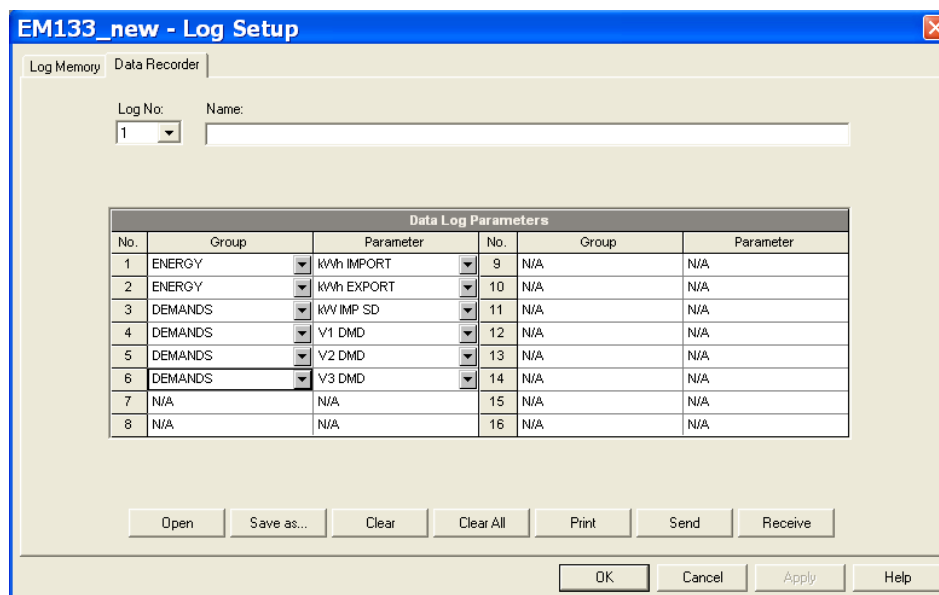 EM133_new - Log Setup
Log Memory Data Recorder
Log No: Name:
1
Data Log Parameters
No. Group Parameter No. Group Parameter
1 ENERGY kWh IMPORT 9 N/A N/A
2 ENERGY kWh EXPORT 10 N/A N/A
3 DEMANDS kW IMP SD 11 N/A N/A
4 DEMANDS V1 DMD 12 N/A N/A
5 DEMANDS V2 DMD 13 N/A N/A
6 DEMANDS V3 DMD 14 N/A N/A
7 N/A N/A 15 N/A N/A
8 N/A N/A 16 N/A N/A
Open Save as... Clear Clear All Print Send Receive
OK Cancel Apply Help